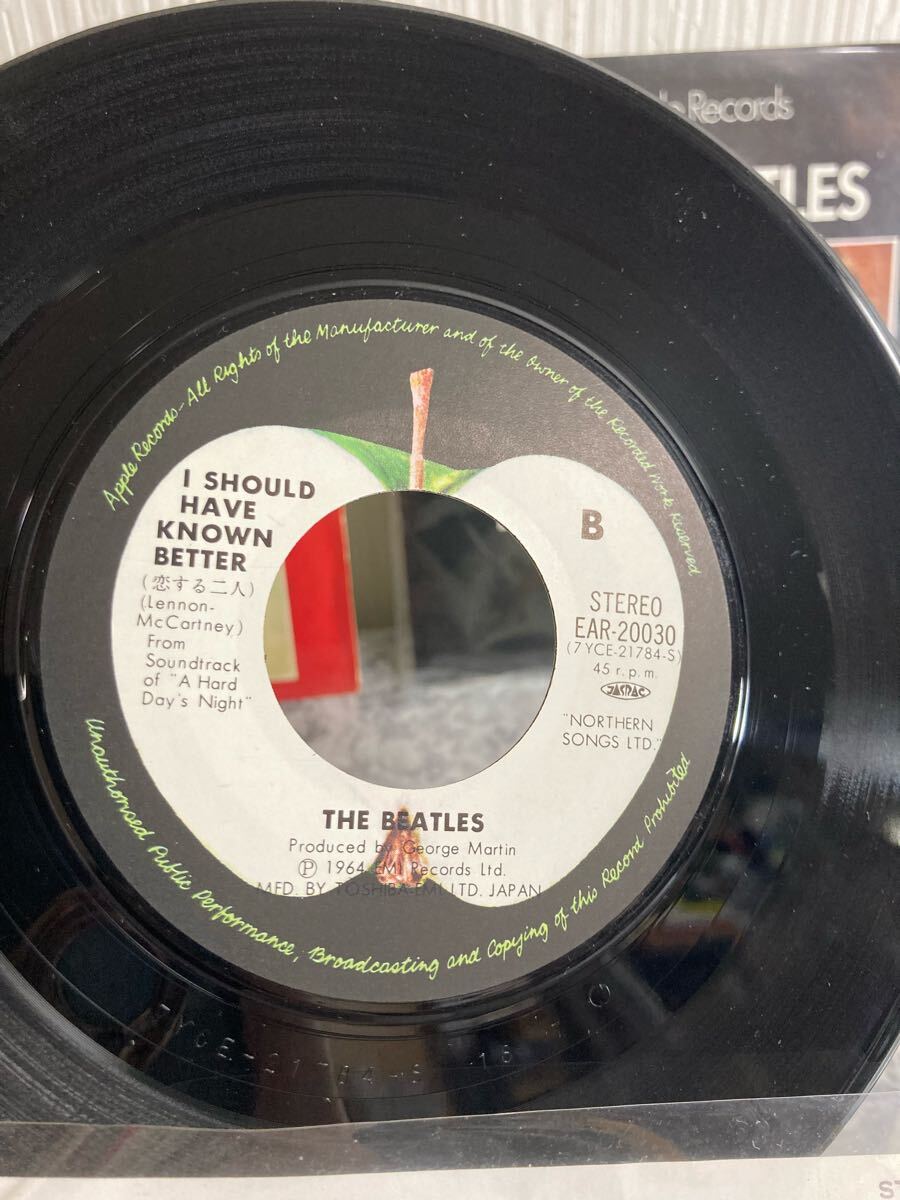 Records
TLES
Apple Records-All Rights of the Manufacturer and of the Owner of the Recorded Work Reserved
I SHOULD
HAVE
KNOWN
BETTER
(恋する二人)
(Lennon-
McCartney)
From
Soundtrack
of "A Hard
Day's Night"
B
STEREO
EAR-20030
(7YCE-21784-S)
45 r.p.m.
JASRAC
"NORTHERN
SONGS LTD."
THE BEATLES
Produced by George Martin
Ⓟ 1964 EMI Records Ltd.
MFD. BY TOSHIBA-EMI LTD. JAPAN
Unauthorised Public Performance, Broadcasting and Copying of this Record Prohibited
7YCE-21784-S